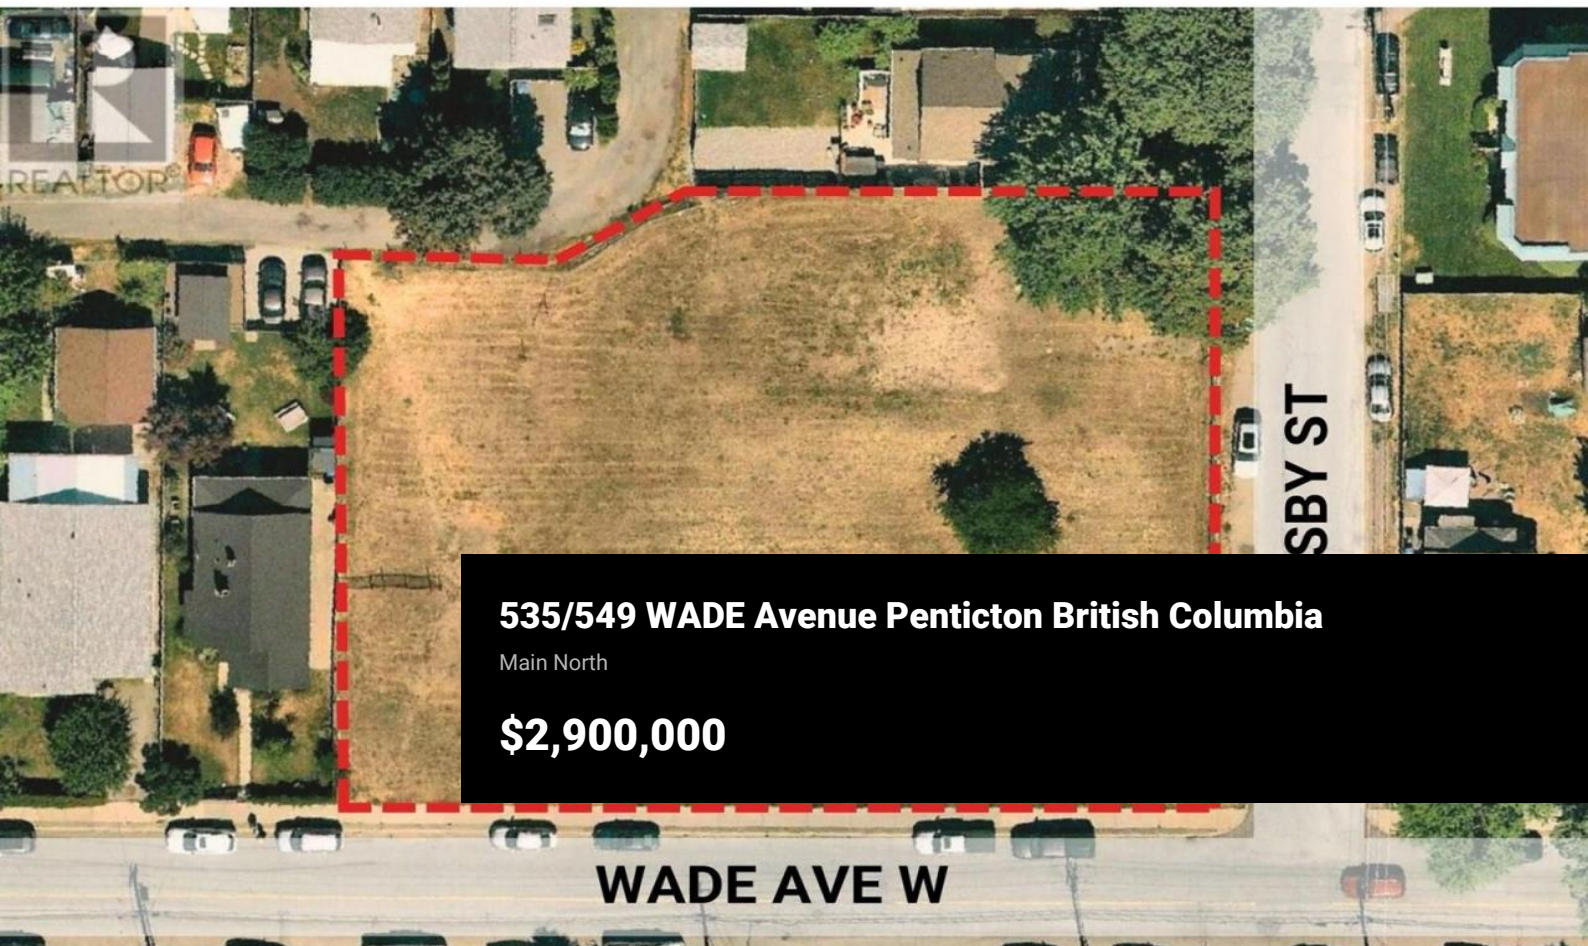 REALTOR®
SBY ST
535/549 WADE Avenue Penticton British Columbia
Main North
$2,900,000
WADE AVE W